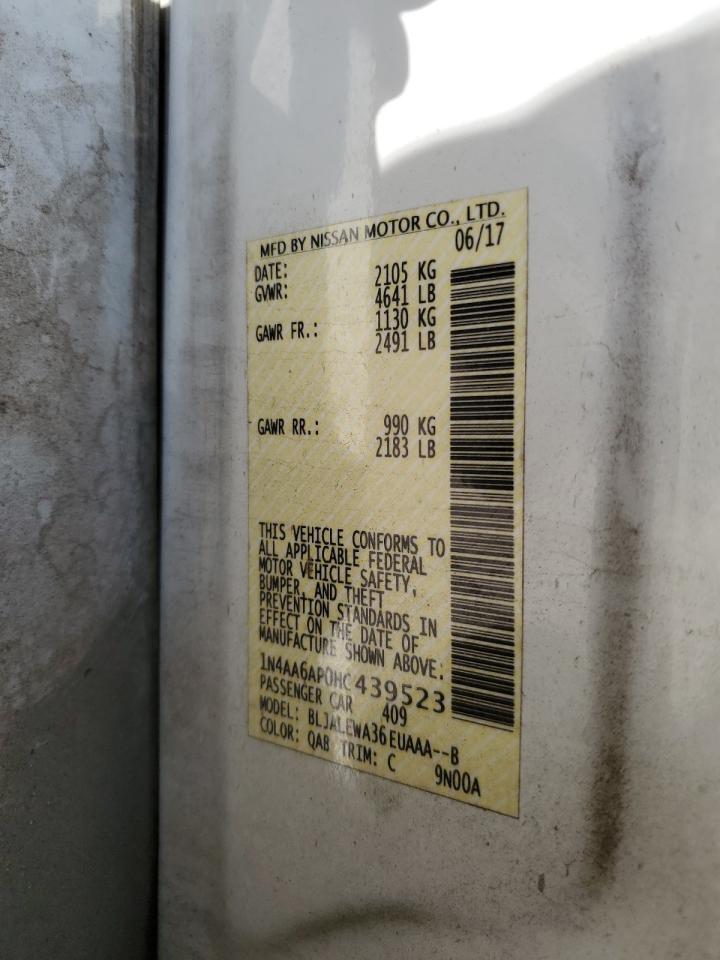 MFD BY NISSAN MOTOR CO., LTD.
DATE: 06/17
GVWR: 2105 KG
4641 LB
GAWR FR.: 1130 KG
2491 LB
GAWR RR.: 990 KG
2183 LB
THIS VEHICLE CONFORMS TO
ALL APPLICABLE FEDERAL
MOTOR VEHICLE SAFETY,
BUMPER, AND THEFT
PREVENTION STANDARDS IN
EFFECT ON THE DATE OF
MANUFACTURE SHOWN ABOVE:
1N4AA6AP0HC439523
PASSENGER CAR 409
MODEL: BLJALEWA36EUAAA--B
COLOR: QAB TRIM: C 9N00A